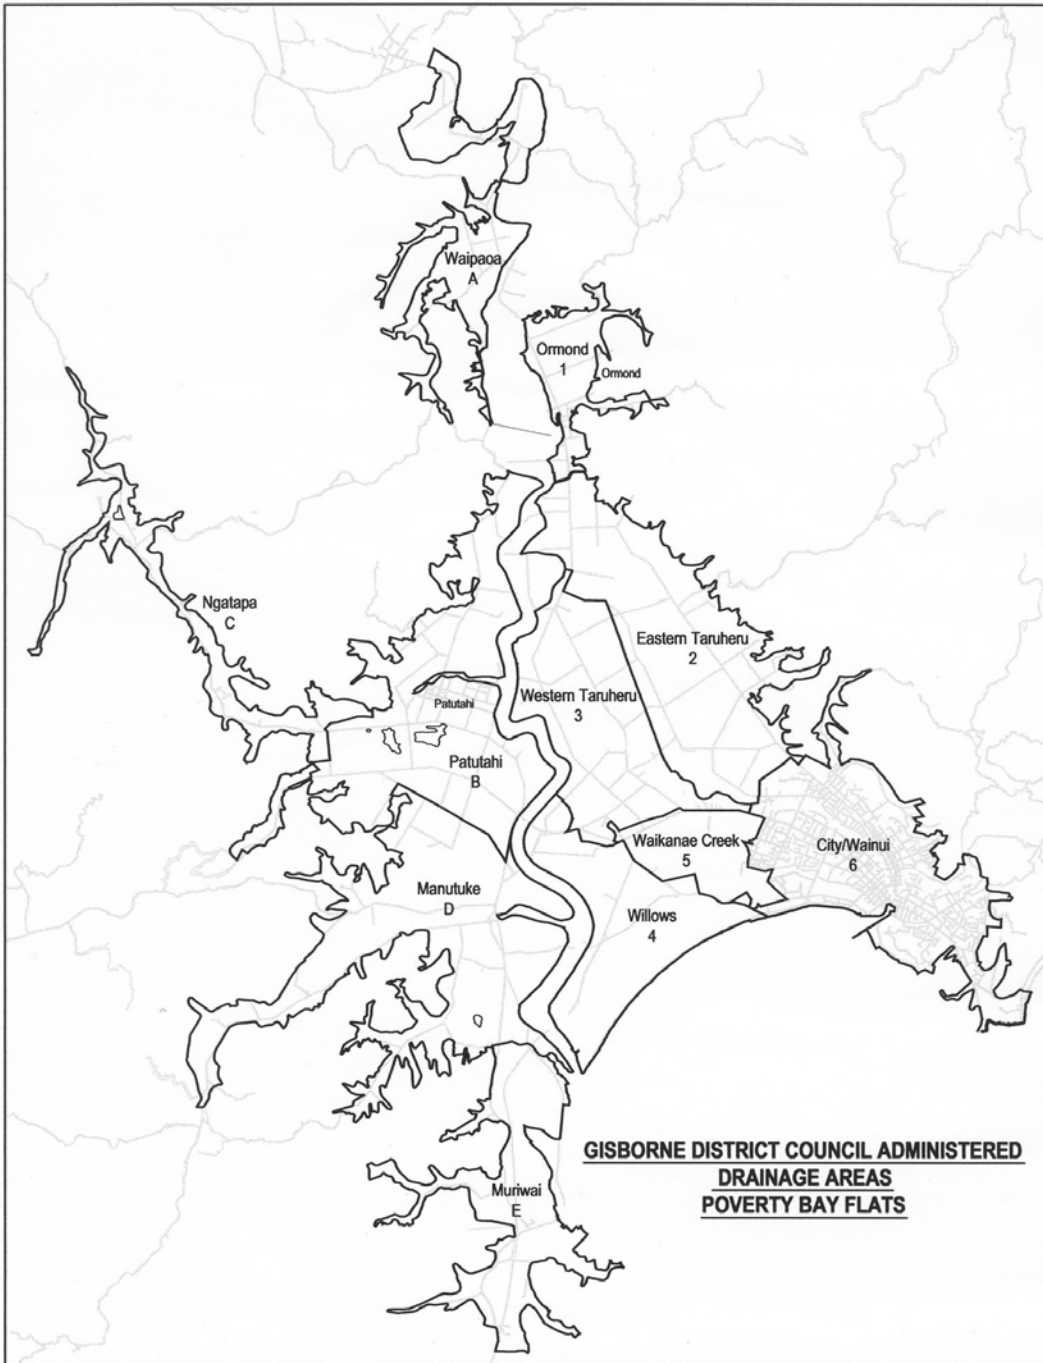 Waipaoa
A
Ormond
1
Ormond
Ngatapa
C
Eastern Taruheru
2
Western Taruheru
3
Patutahi
Patutahi
B
Waikanae Creek
5
City/Wainui
6
Manutuke
D
Willows
4
GISBORNE DISTRICT COUNCIL ADMINISTERED
DRAINAGE AREAS
POVERTY BAY FLATS
Muriwai
E